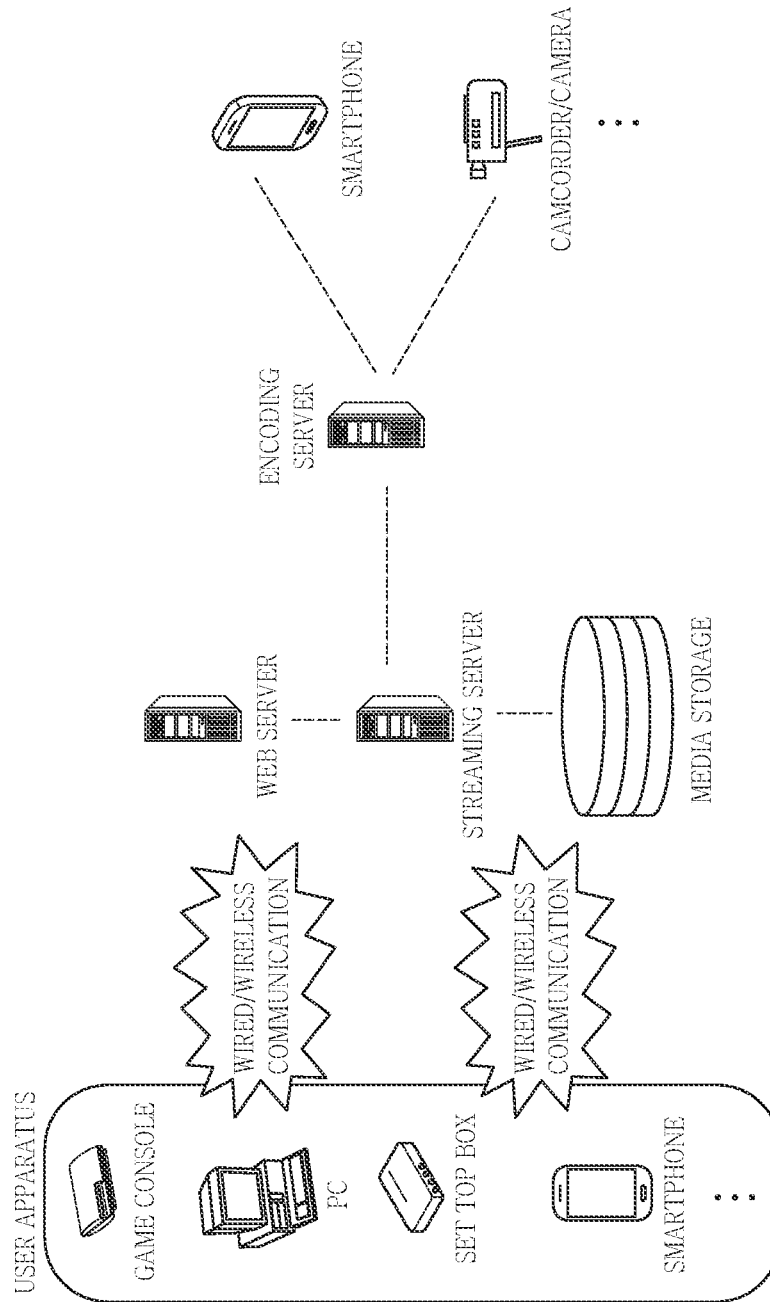 USER APPARATUS
GAME CONSOLE
PC
SET TOP BOX
SMARTPHONE
WIRED/WIRELESS
COMMUNICATION
WIRED/WIRELESS
COMMUNICATION
WEB SERVER
STREAMING SERVER
MEDIA STORAGE
ENCODING
SERVER
SMARTPHONE
CAMCORDER/CAMERA